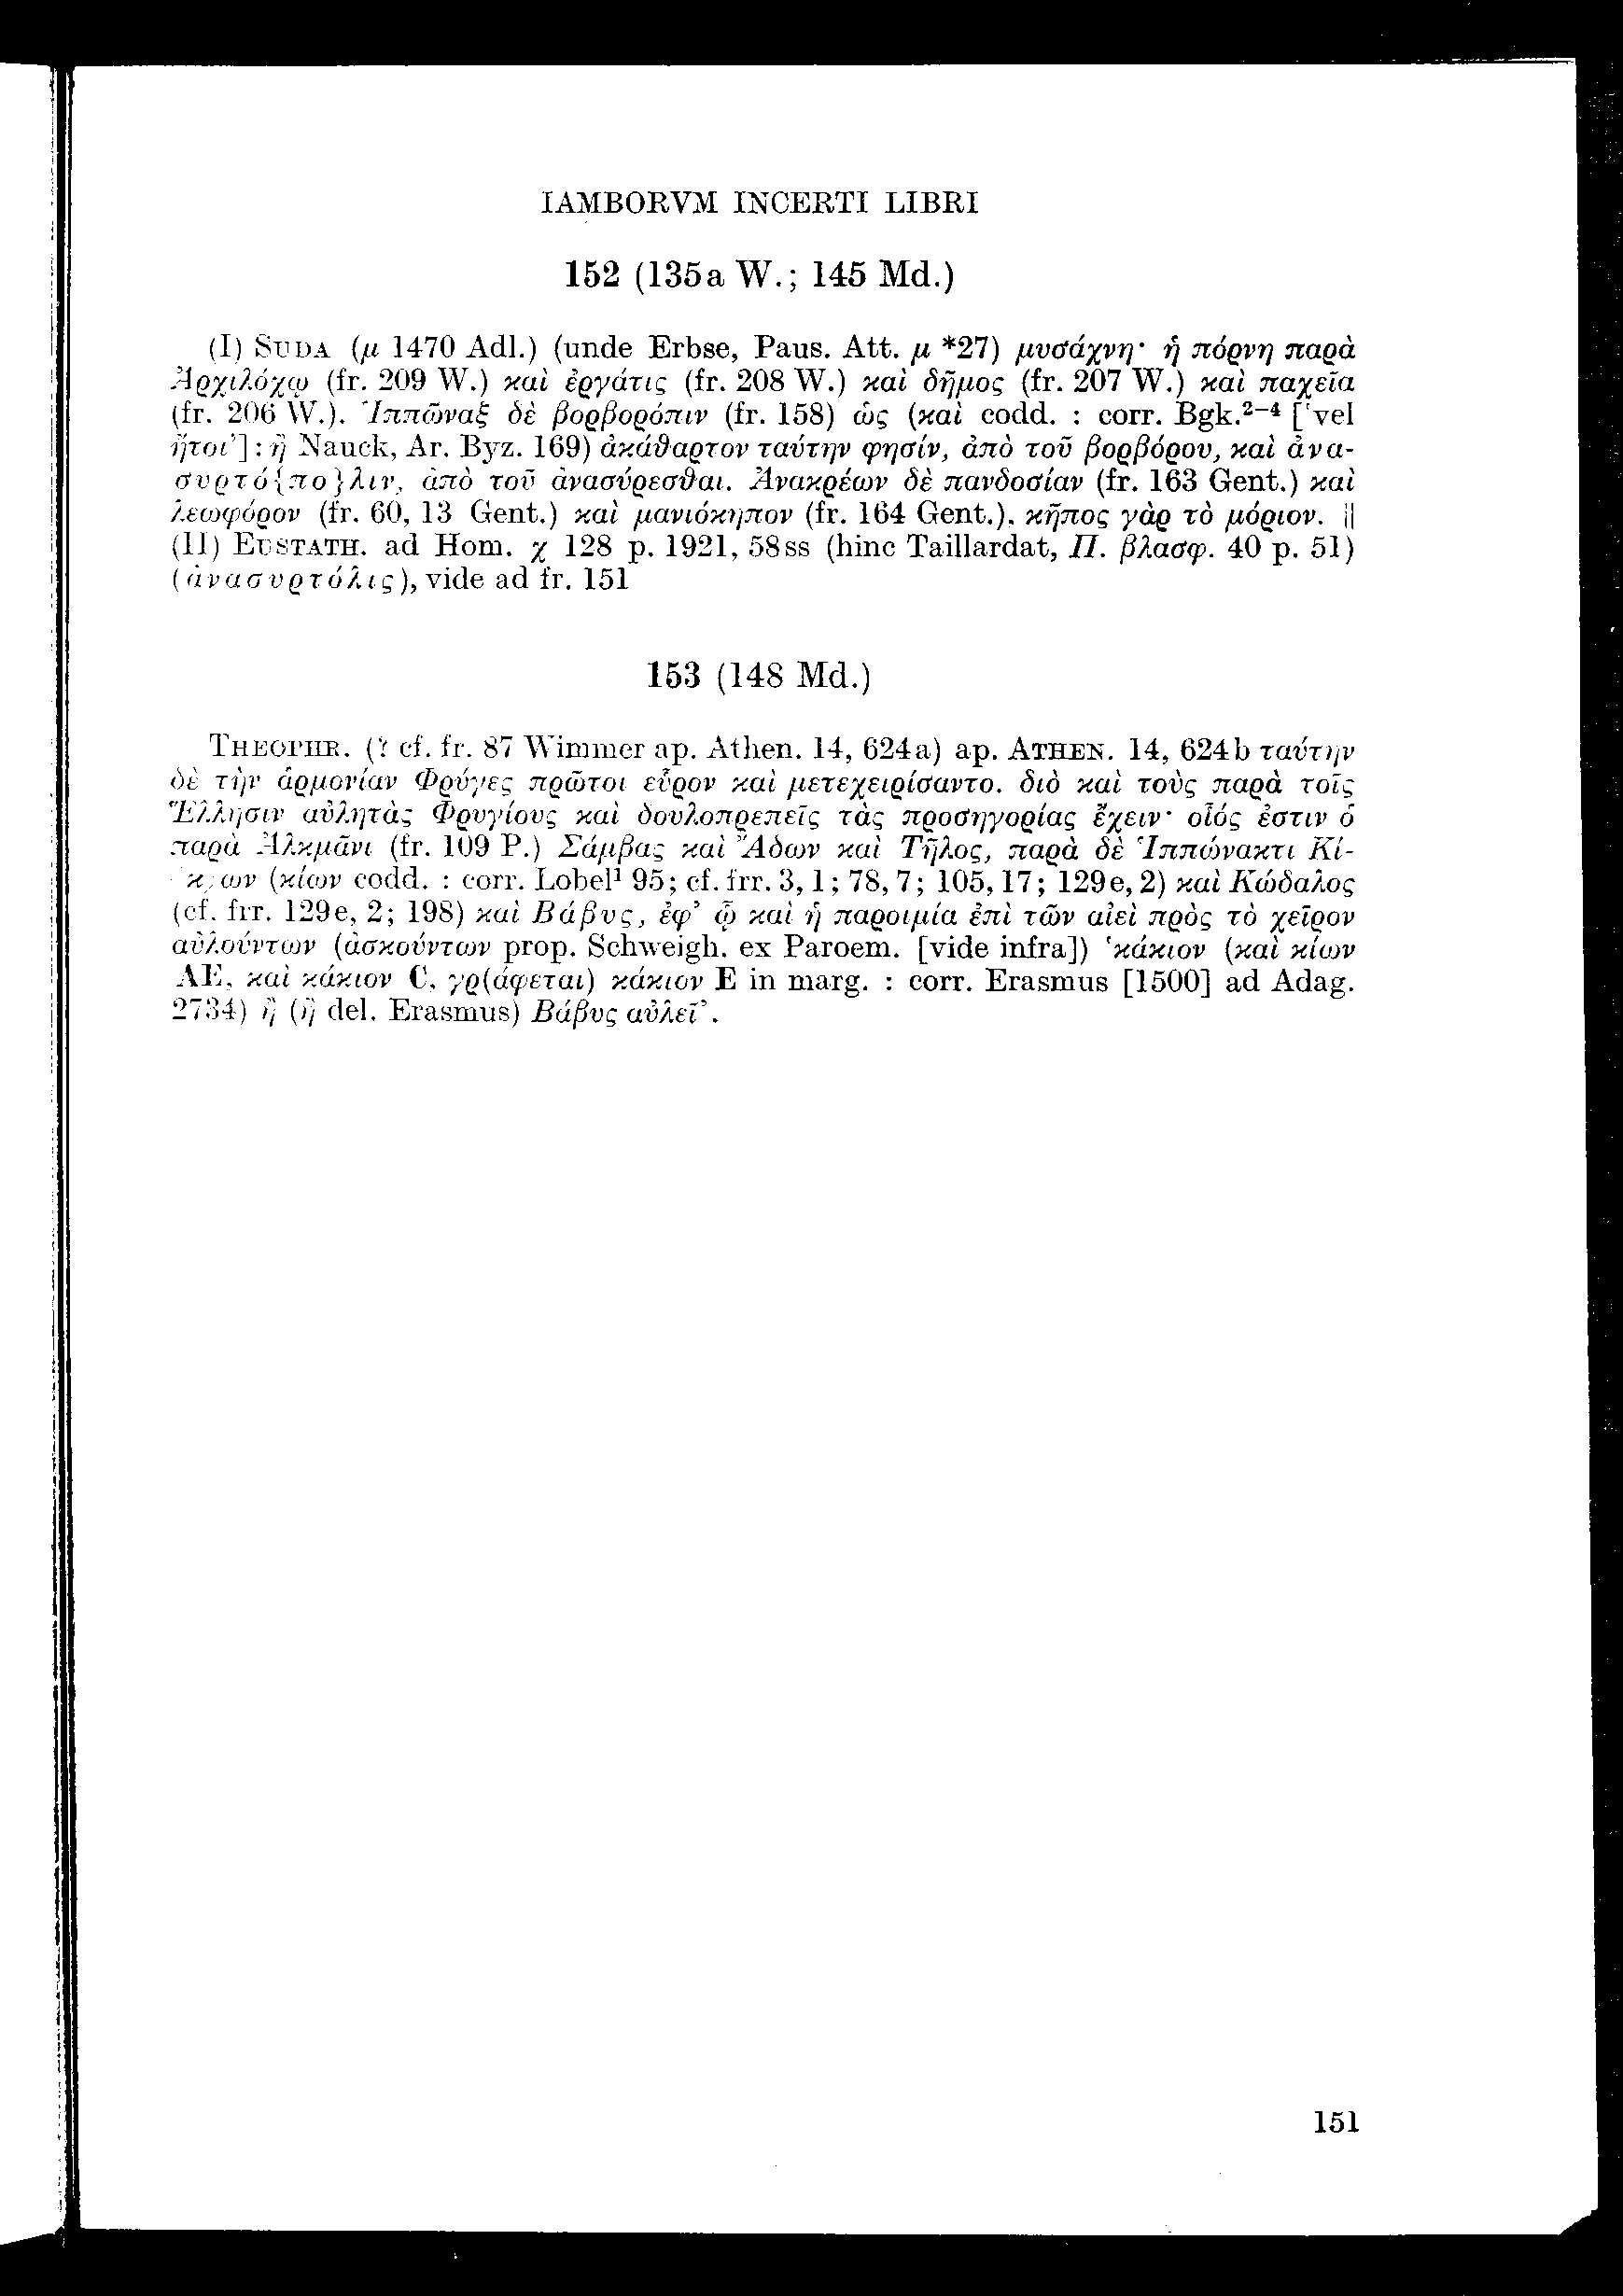 IAMBORVM INCERTI LIBRI
152 (135a W.; 145 Md.)
(I) SUDA (μ 1470 Adl.) (unde Erbse, Paus. Att. μ *27) μυσάχνη· ἡ πόρνη παρὰ
Ἀρχιλόχῳ (fr. 209 W.) καὶ ἐργάτις (fr. 208 W.) καὶ δῆμος (fr. 207 W.) καὶ παχεῖα
(fr. 206 W.). Ἱππῶναξ δὲ βορβορόπιν (fr. 158) ὡς (καὶ codd. : corr. Bgk.²⁻⁴ [‘vel
ἤτοι’]: ἢ Nauck, Ar. Byz. 169) ἀκάθαρτον ταύτην φησίν, ἀπὸ τοῦ βορβόρου, καὶ ἀνα-
συρτό{πο}λιν, ἀπὸ τοῦ ἀνασύρεσθαι. Ἀνακρέων δὲ πανδοσίαν (fr. 163 Gent.) καὶ
λεωφόρον (fr. 60, 13 Gent.) καὶ μανιόκηπον (fr. 164 Gent.), κῆπος γὰρ τὸ μόριον. ||
(II) EUSTATH. ad Hom. χ 128 p. 1921, 58ss (hinc Taillardat, Π. βλασφ. 40 p. 51)
(ἀνασυρτόλις), vide ad fr. 151
153 (148 Md.)
THEOPHR. (? cf. fr. 87 Wimmer ap. Athen. 14, 624a) ap. ATHEN. 14, 624b ταύτην
δὲ τὴν ἁρμονίαν Φρύγες πρῶτοι εὗρον καὶ μετεχειρίσαντο. διὸ καὶ τοὺς παρὰ τοῖς
Ἕλλησιν αὐλητὰς Φρυγίους καὶ δουλοπρεπεῖς τὰς προσηγορίας ἔχειν· οἷός ἐστιν ὁ
παρὰ Ἀλκμᾶνι (fr. 109 P.) Σάμβας καὶ Ἄδων καὶ Τῆλος, παρὰ δὲ Ἱππώνακτι Κί-
⟨κ⟩ων (κίων codd. : corr. Lobel¹ 95; cf. frr. 3, 1; 78, 7; 105, 17; 129e, 2) καὶ Κώδαλος
(cf. frr. 129e, 2; 198) καὶ Βάβυς, ἐφ’ ᾧ καὶ ἡ παροιμία ἐπὶ τῶν αἰεὶ πρὸς τὸ χεῖρον
αὐλούντων (ἀσκούντων prop. Schweigh. ex Paroem. [vide infra]) ‘κάκιον (καὶ κίων
AE, καὶ κάκιον C, γρ(άφεται) κάκιον E in marg. : corr. Erasmus [1500] ad Adag.
2734) ἢ (ἢ del. Erasmus) Βάβυς αὐλεῖ’.
151